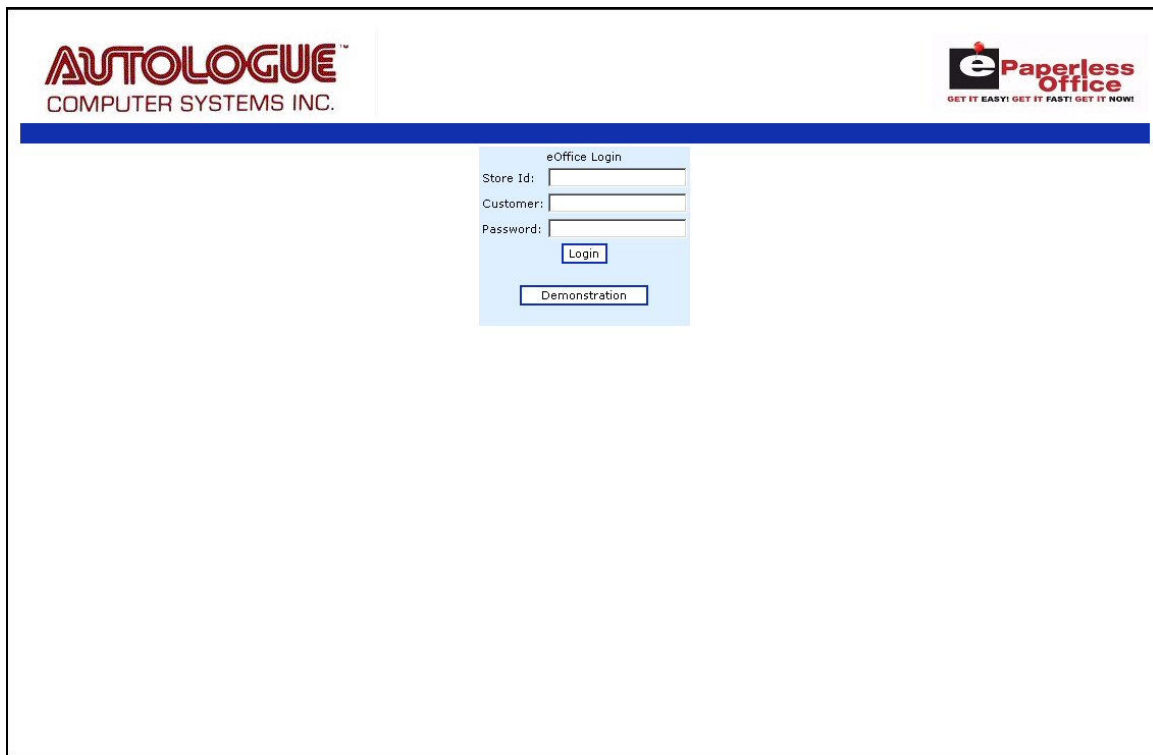 AUTOLOGUE™
COMPUTER SYSTEMS INC.
e Paperless
Office
GET IT EASY! GET IT FAST! GET IT NOW!
eOffice Login
Store Id:
Customer:
Password:
Login
Demonstration